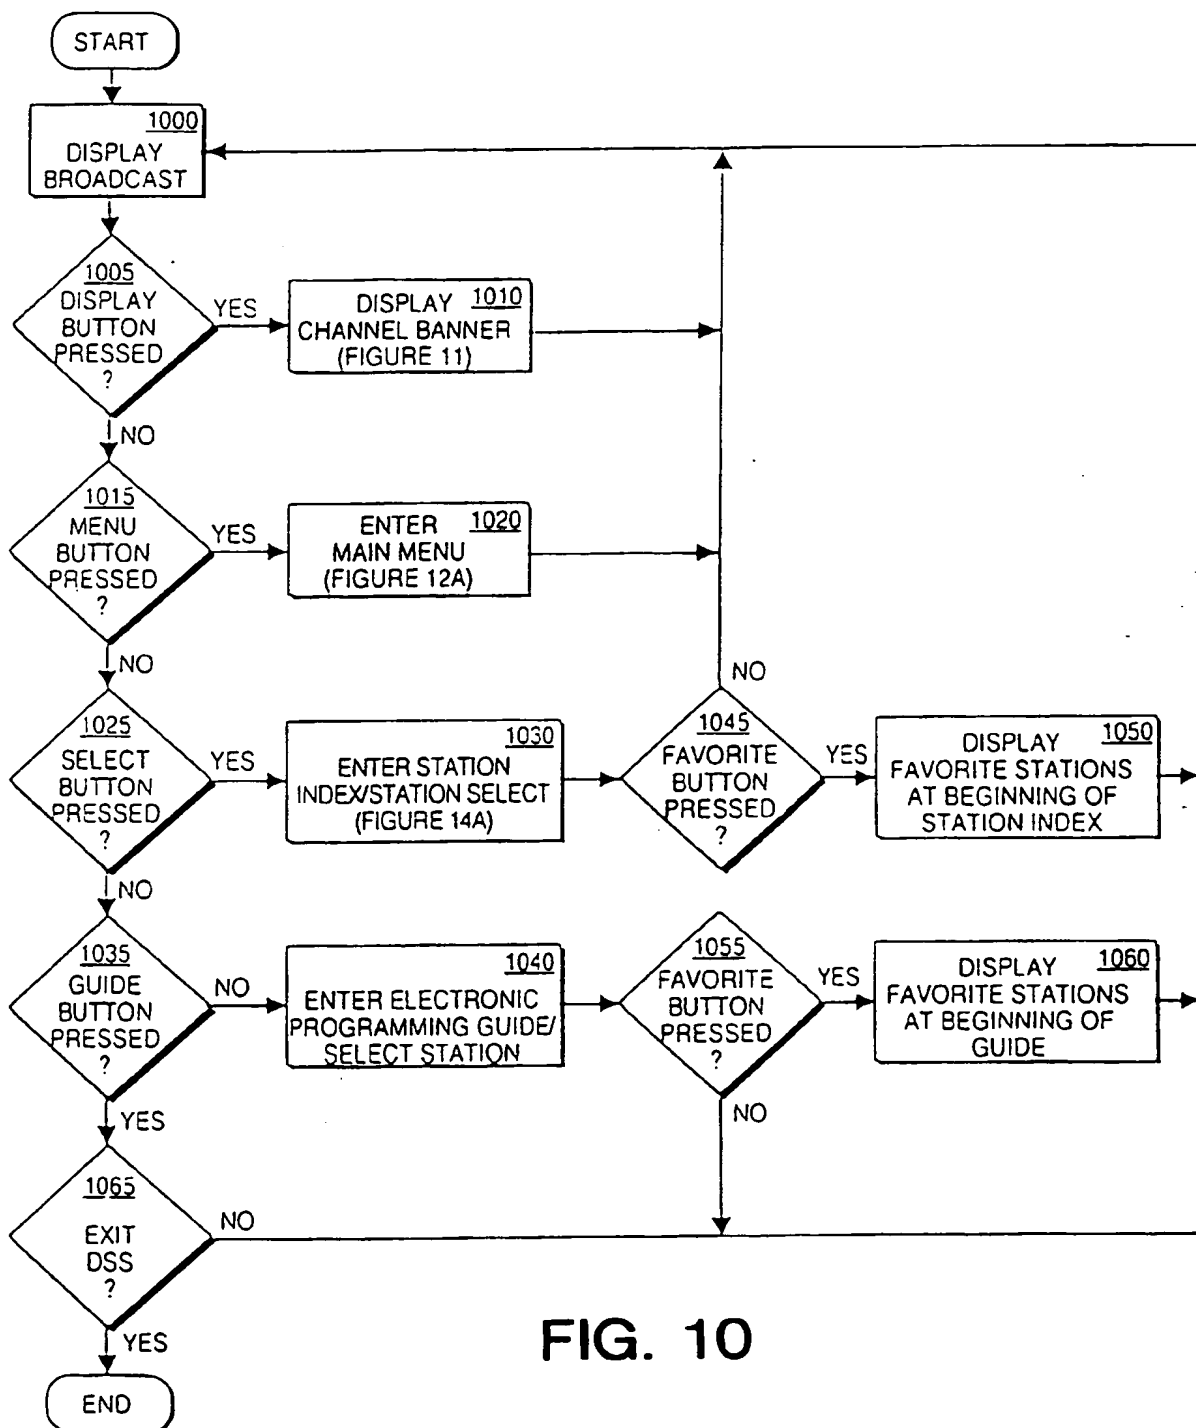 START
1000
DISPLAY
BROADCAST
1005
DISPLAY
BUTTON
PRESSED
?
YES
1010
DISPLAY
CHANNEL BANNER
(FIGURE 11)
NO
1015
MENU
BUTTON
PRESSED
?
YES
1020
ENTER
MAIN MENU
(FIGURE 12A)
NO
1025
SELECT
BUTTON
PRESSED
?
YES
1030
ENTER STATION
INDEX/STATION SELECT
(FIGURE 14A)
NO
1045
FAVORITE
BUTTON
PRESSED
?
YES
1050
DISPLAY
FAVORITE STATIONS
AT BEGINNING OF
STATION INDEX
NO
1035
GUIDE
BUTTON
PRESSED
?
NO
1040
ENTER ELECTRONIC
PROGRAMMING GUIDE/
SELECT STATION
1055
FAVORITE
BUTTON
PRESSED
?
YES
1060
DISPLAY
FAVORITE STATIONS
AT BEGINNING OF
GUIDE
NO
YES
1065
EXIT
DSS
?
NO
YES
END
FIG. 10